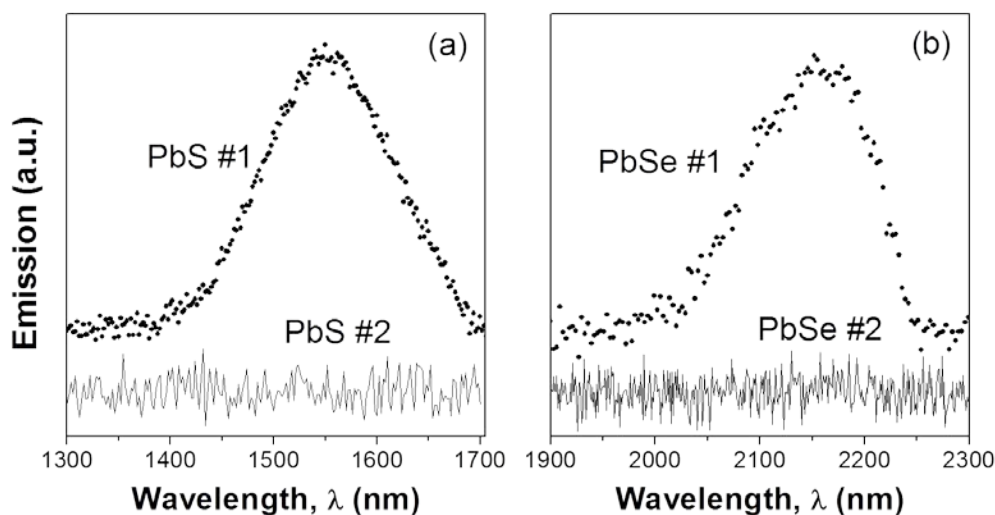 (a)
PbS #1
PbS #2
Emission (a.u.)
1300 1400 1500 1600 1700
Wavelength, λ (nm)
(b)
PbSe #1
PbSe #2
1900 2000 2100 2200 2300
Wavelength, λ (nm)